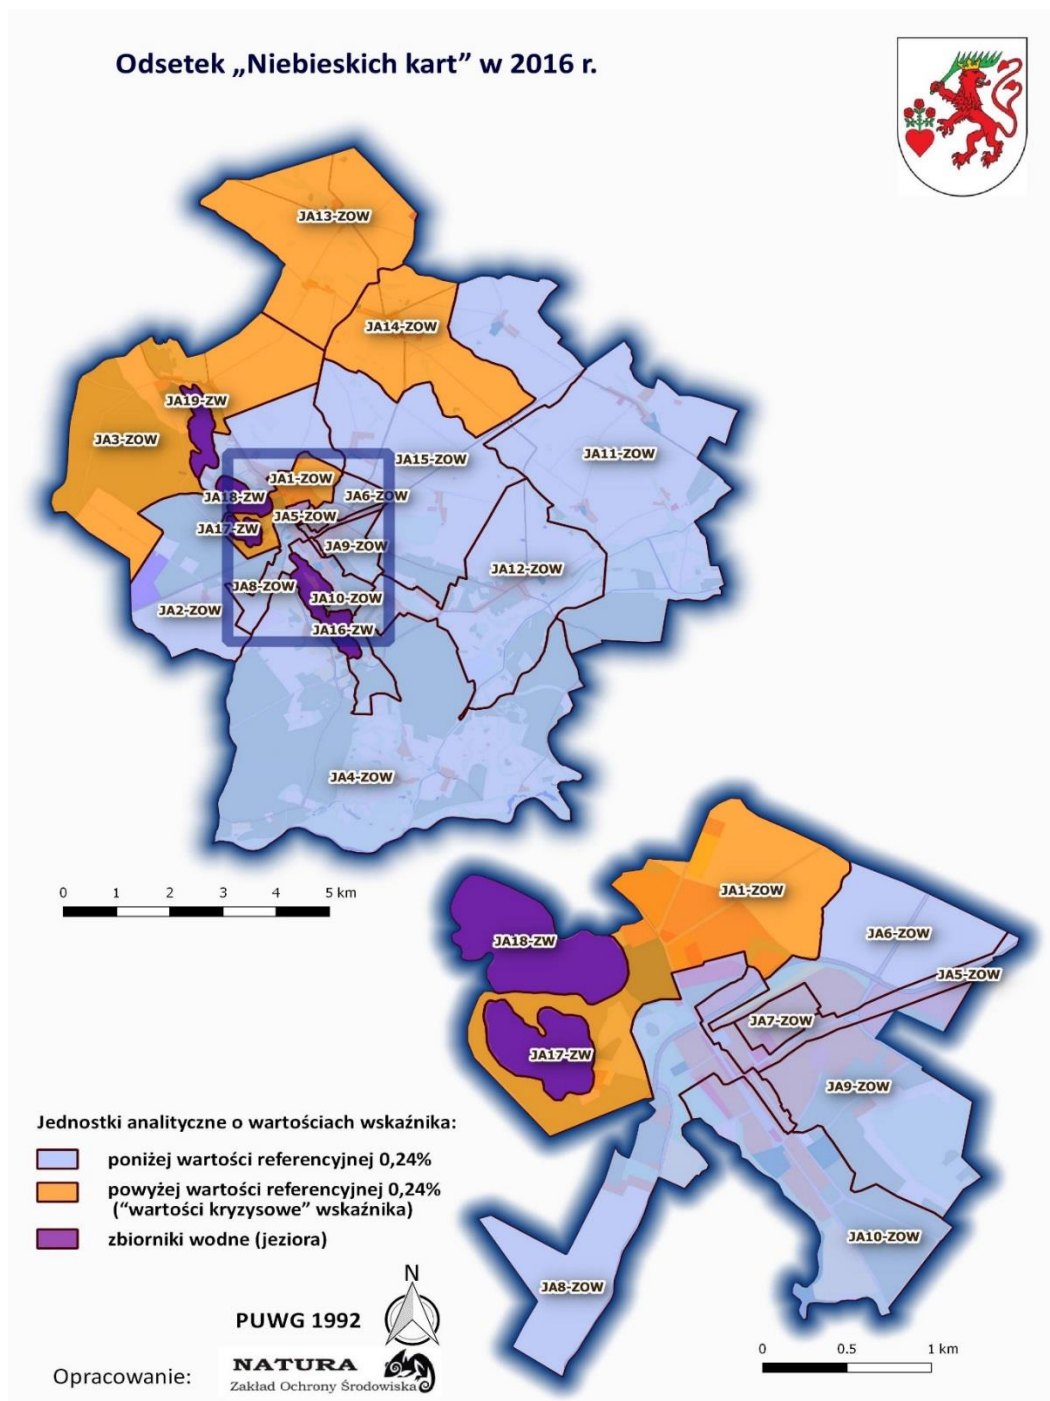 Odsetek „Niebieskich kart” w 2016 r.
JA13-ZOW
JA14-ZOW
JA19-ZW
JA3-ZOW
JA11-ZOW
JA15-ZOW
JA1-ZOW
JA18-ZW
JA6-ZOW
JA5-ZOW
JA17-ZW
JA9-ZOW
JA12-ZOW
JA8-ZOW
JA10-ZOW
JA2-ZOW
JA16-ZW
JA4-ZOW
0 1 2 3 4 5 km
JA1-ZOW
JA18-ZW
JA6-ZOW
JA5-ZOW
JA7-ZOW
JA17-ZW
JA9-ZOW
JA10-ZOW
JA8-ZOW
Jednostki analityczne o wartościach wskaźnika:
poniżej wartości referencyjnej 0,24%
powyżej wartości referencyjnej 0,24%
(“wartości kryzysowe” wskaźnika)
zbiorniki wodne (jeziora)
N
PUWG 1992
0 0.5 1 km
Opracowanie:
NATURA
Zakład Ochrony Środowiska